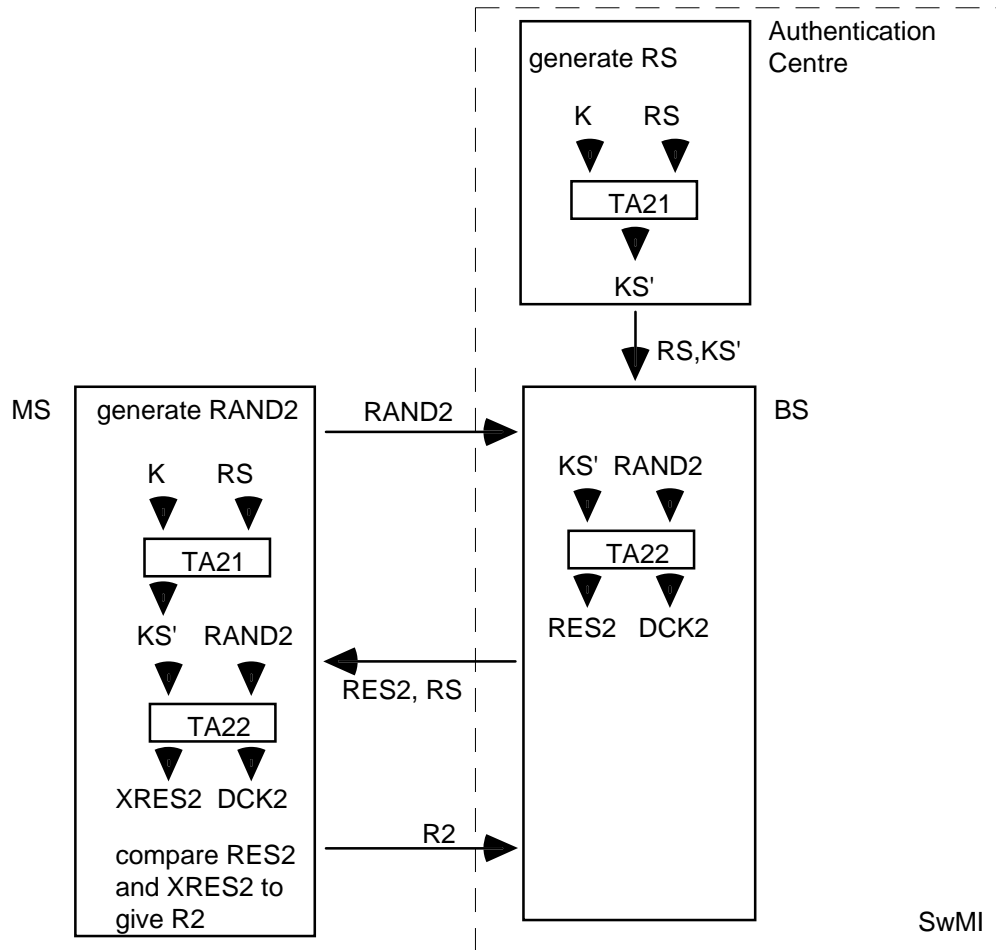 Authentication
Centre
generate RS
K RS
TA21
KS'
RS,KS'
MS
generate RAND2
RAND2
BS
K RS
TA21
KS' RAND2
TA22
XRES2 DCK2
compare RES2
and XRES2 to
give R2
KS' RAND2
TA22
RES2 DCK2
RES2, RS
R2
SwMI